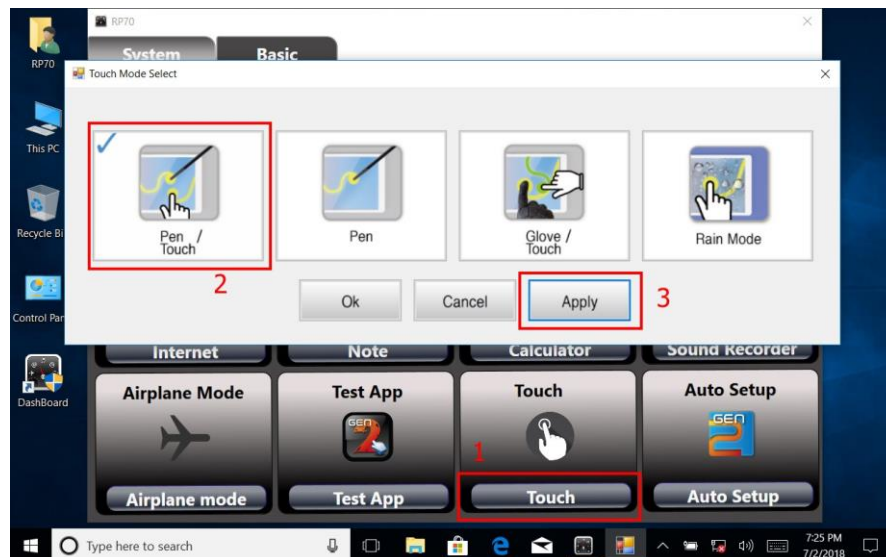 RP70
RP70
System
Basic
Touch Mode Select
This PC
Pen /
Touch
Pen
Glove /
Touch
Rain Mode
Recycle Bi
2
Ok
Cancel
Apply
3
Control Par
Internet
Note
Calculator
Sound Recorder
Airplane Mode
Test App
Touch
Auto Setup
GEN
2
GEN
2
DashBoard
1
Airplane mode
Test App
Touch
Auto Setup
Type here to search
7:25 PM
7/2/2018